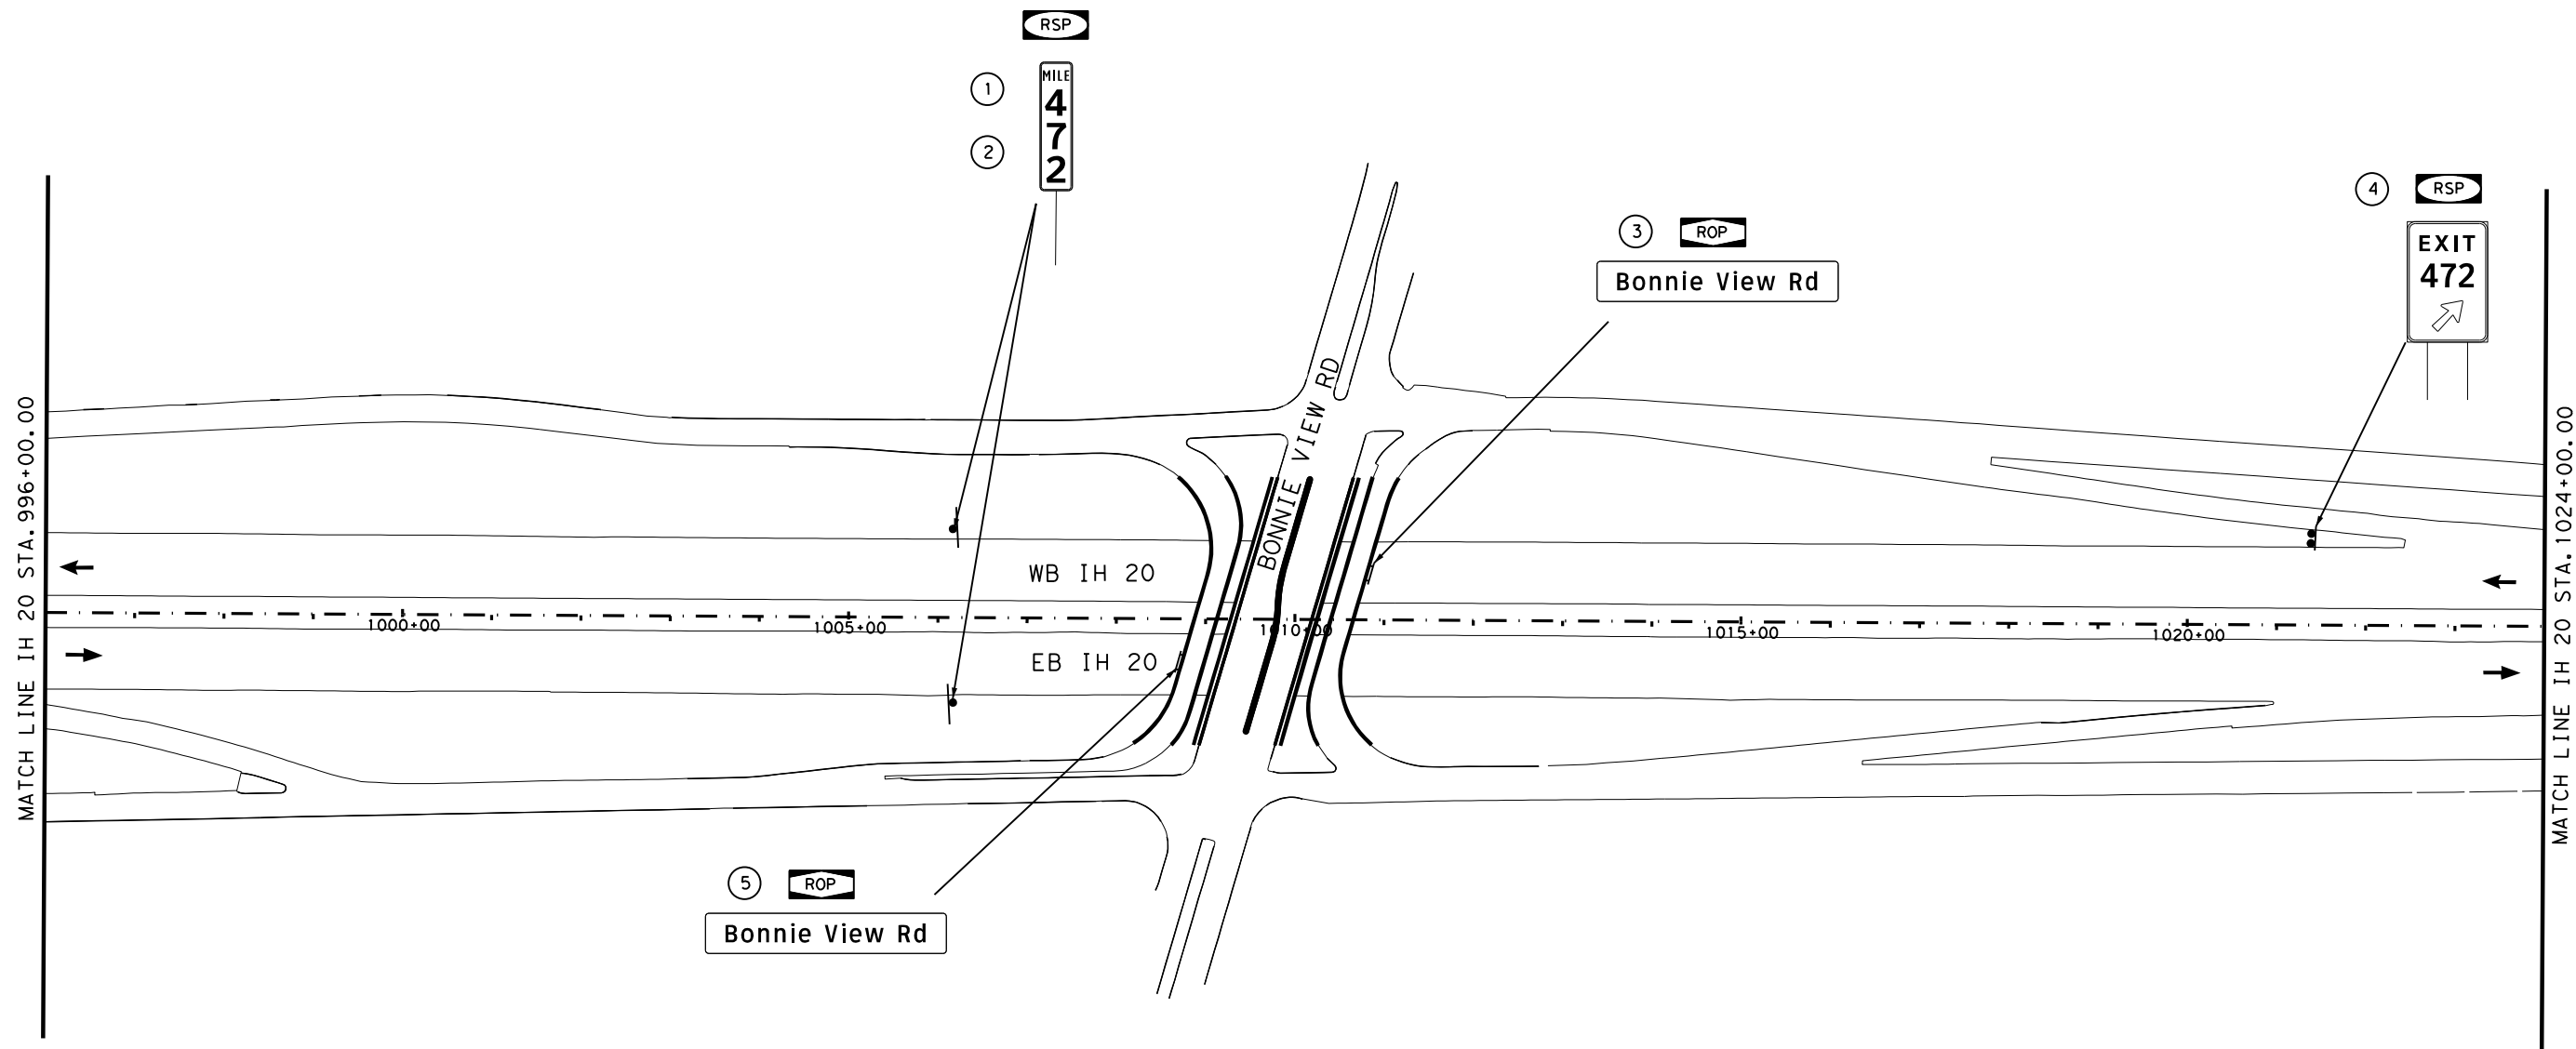 RSP
1
MILE
4
7
2
2
4
RSP
EXIT
472
3
ROP
Bonnie View Rd
BONNIE VIEW RD
MATCH LINE IH 20 STA. 996+00.00
MATCH LINE IH 20 STA. 1024+00.00
WB IH 20
1000+00
1005+00
1010+00
1015+00
1020+00
EB IH 20
5
ROP
Bonnie View Rd